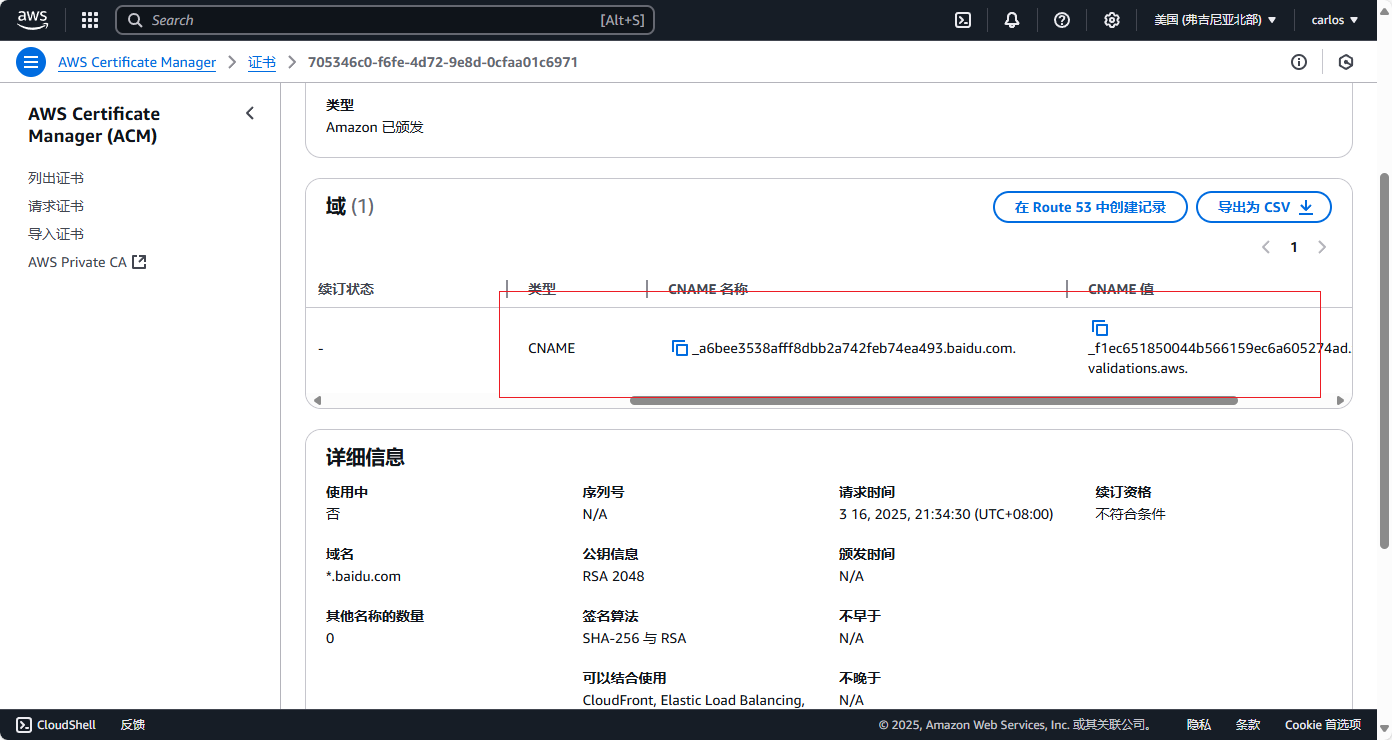 aws Search [Alt+S] 美国 (弗吉尼亚北部) carlos
AWS Certificate Manager 证书 705346c0-f6fe-4d72-9e8d-0cfaa01c6971
AWS Certificate
Manager (ACM)
列出证书
请求证书
导入证书
AWS Private CA
类型
Amazon 已颁发
域 (1)
在 Route 53 中创建记录
导出为 CSV
1
续订状态 类型 CNAME 名称 CNAME 值
- CNAME _a6bee3538afff8dbb2a742feb74ea493.baidu.com. _f1ec651850044b566159ec6a605274ad.
validations.aws.
详细信息
使用中 序列号 请求时间 续订资格
否 N/A 3 16, 2025, 21:34:30 (UTC+08:00) 不符合条件
域名 公钥信息 颁发时间
*.baidu.com RSA 2048 N/A
其他名称的数量 签名算法 不早于
0 SHA-256 与 RSA N/A
可以结合使用 不晚于
CloudFront, Elastic Load Balancing, N/A
CloudShell 反馈 © 2025, Amazon Web Services, Inc. 或其关联公司。 隐私 条款 Cookie 首选项